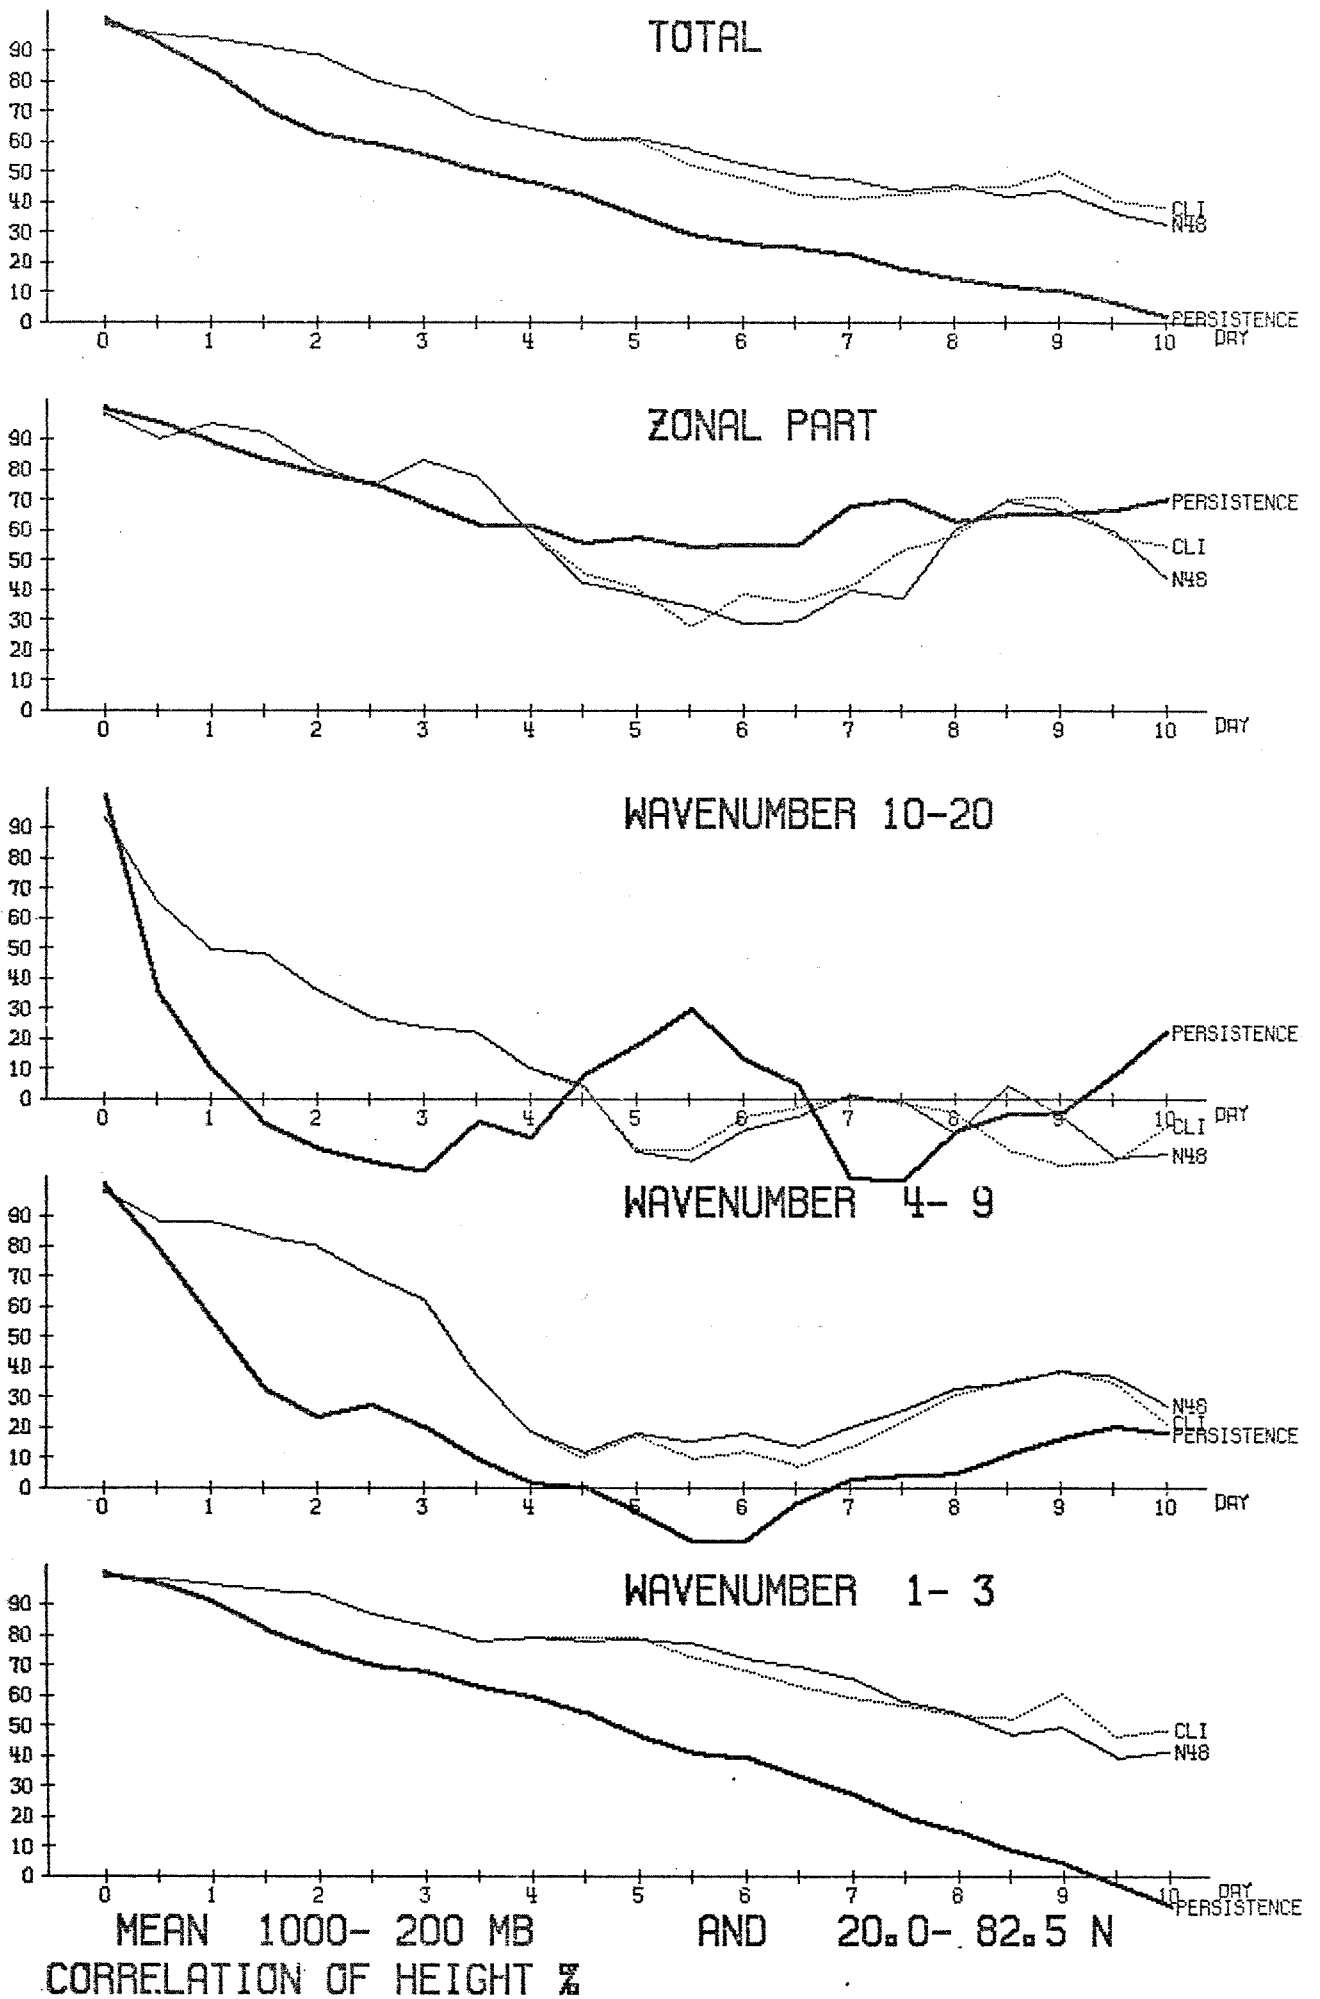 TOTAL
90
80
70
60
50
40
30
20
10
0
CLI
N48
PERSISTENCE
0 1 2 3 4 5 6 7 8 9 10 DAY
ZONAL PART
90
80
70
60
50
40
30
20
10
0
PERSISTENCE
CLI
N48
0 1 2 3 4 5 6 7 8 9 10 DAY
WAVENUMBER 10-20
90
80
70
60
50
40
30
20
10
0
PERSISTENCE
0 1 2 3 4 5 6 7 8 9 10 DAY
CLI
N48
WAVENUMBER 4- 9
90
80
70
60
50
40
30
20
10
0
N48
CLI
PERSISTENCE
0 1 2 3 4 5 6 7 8 9 10 DAY
WAVENUMBER 1- 3
90
80
70
60
50
40
30
20
10
0
CLI
N48
0 1 2 3 4 5 6 7 8 9 10 DAY
PERSISTENCE
MEAN 1000- 200 MB AND 20.0- 82.5 N
CORRELATION OF HEIGHT %